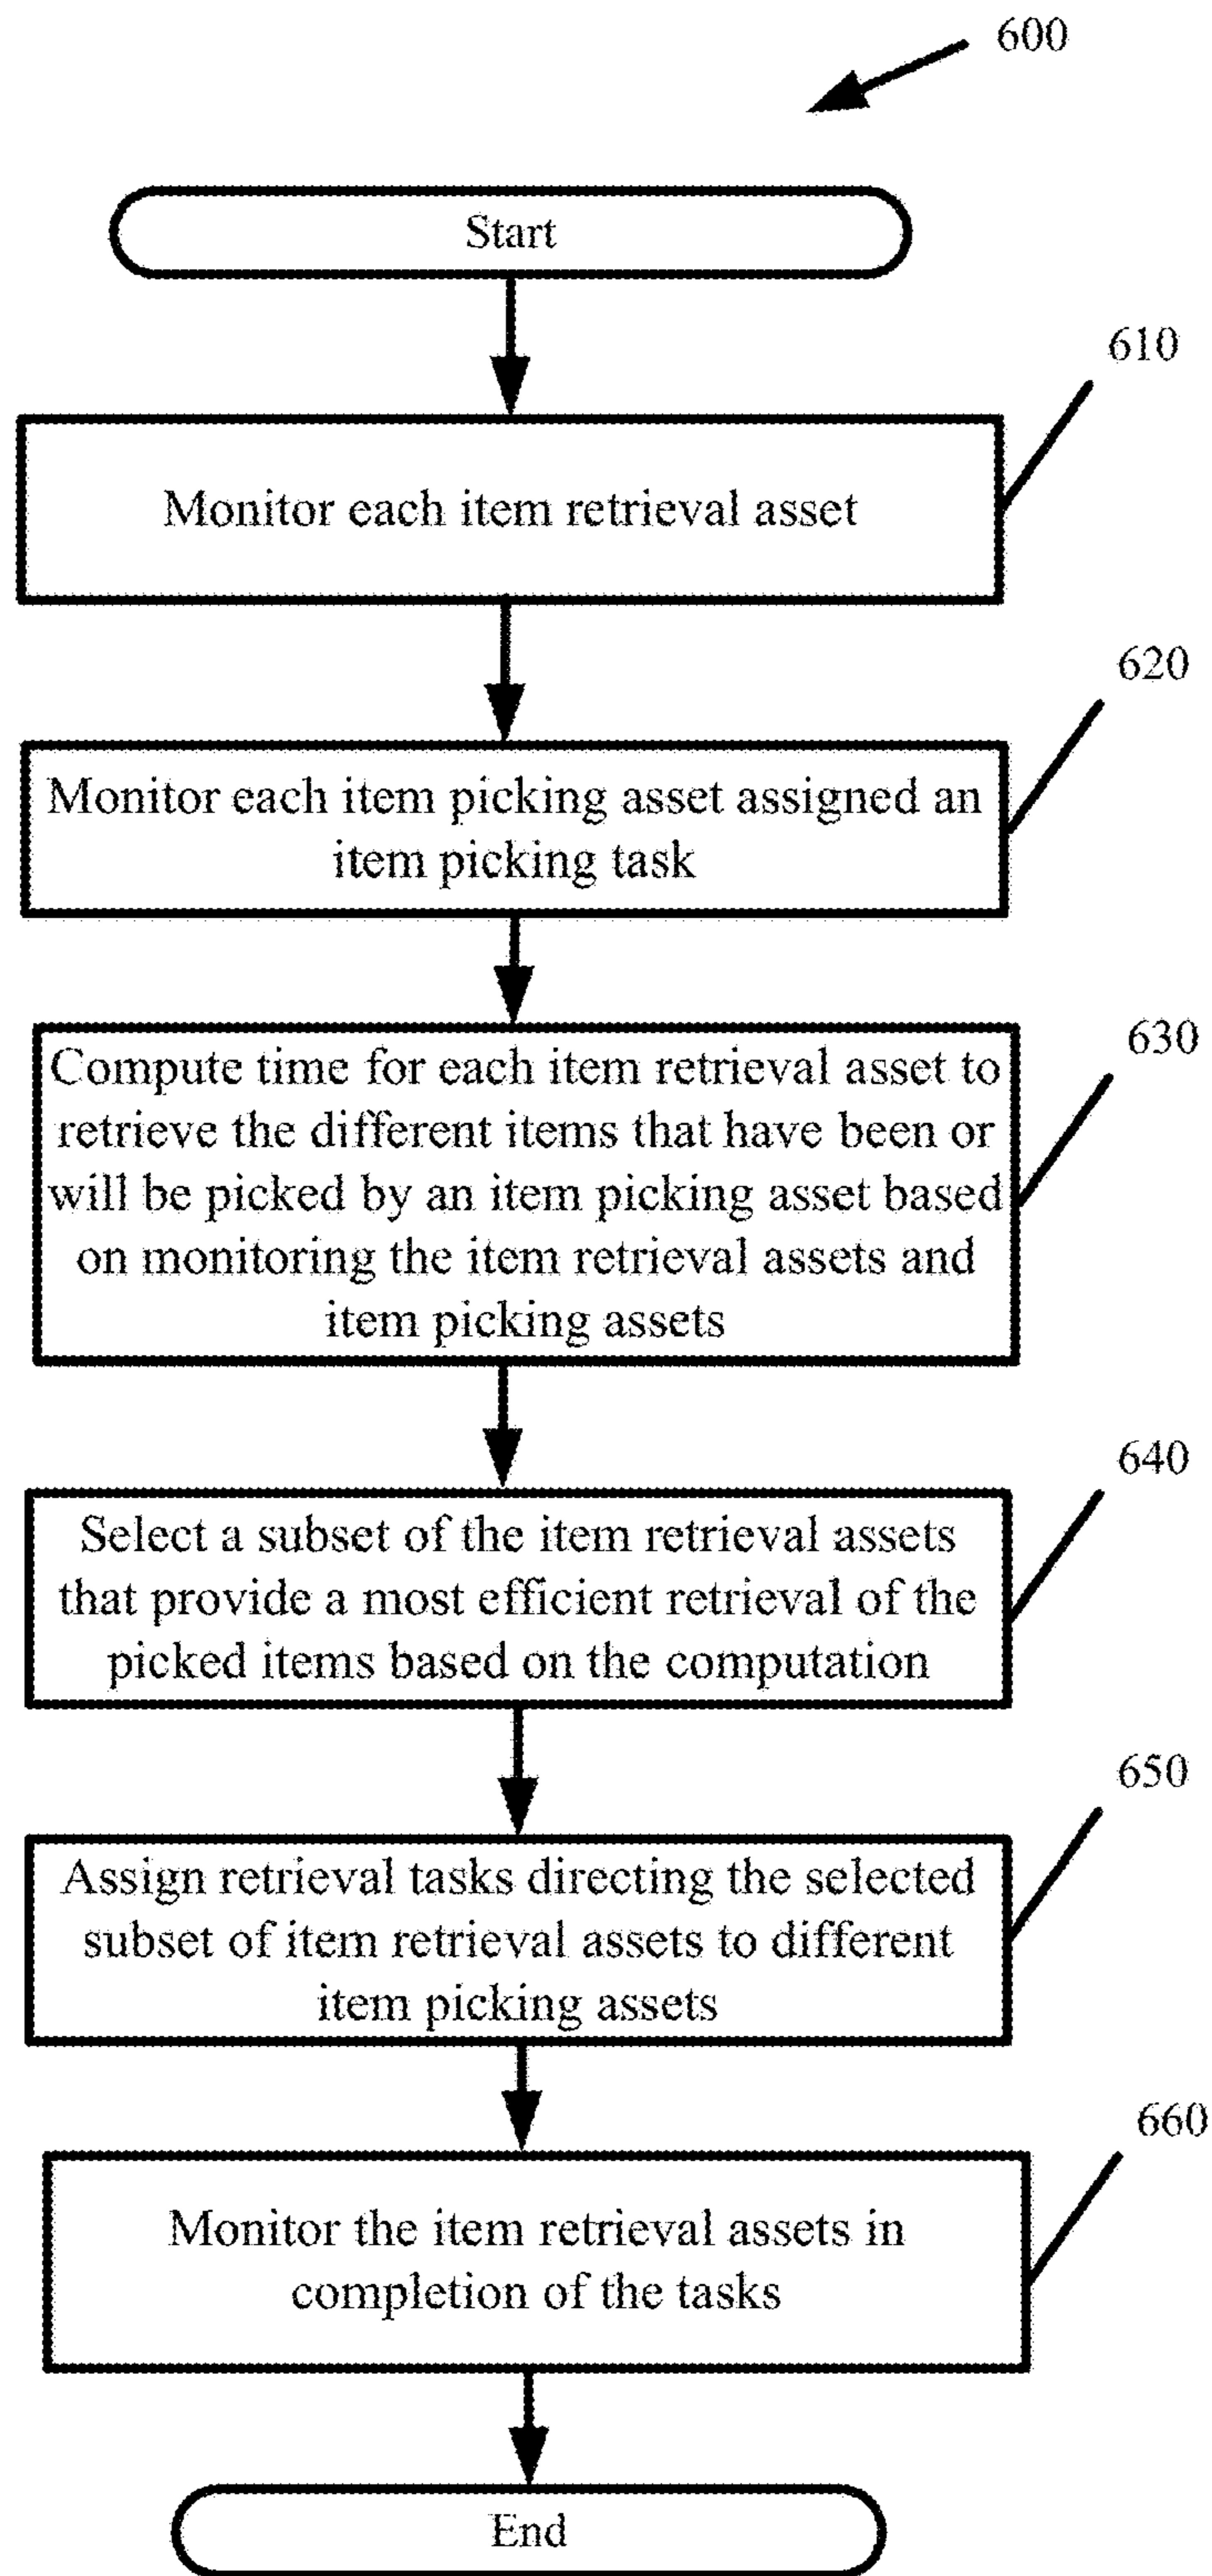 600
Start
610
Monitor each item retrieval asset
620
Monitor each item picking asset assigned an
item picking task
630
Compute time for each item retrieval asset to
retrieve the different items that have been or
will be picked by an item picking asset based
on monitoring the item retrieval assets and
item picking assets
640
Select a subset of the item retrieval assets
that provide a most efficient retrieval of the
picked items based on the computation
650
Assign retrieval tasks directing the selected
subset of item retrieval assets to different
item picking assets
660
Monitor the item retrieval assets in
completion of the tasks
End